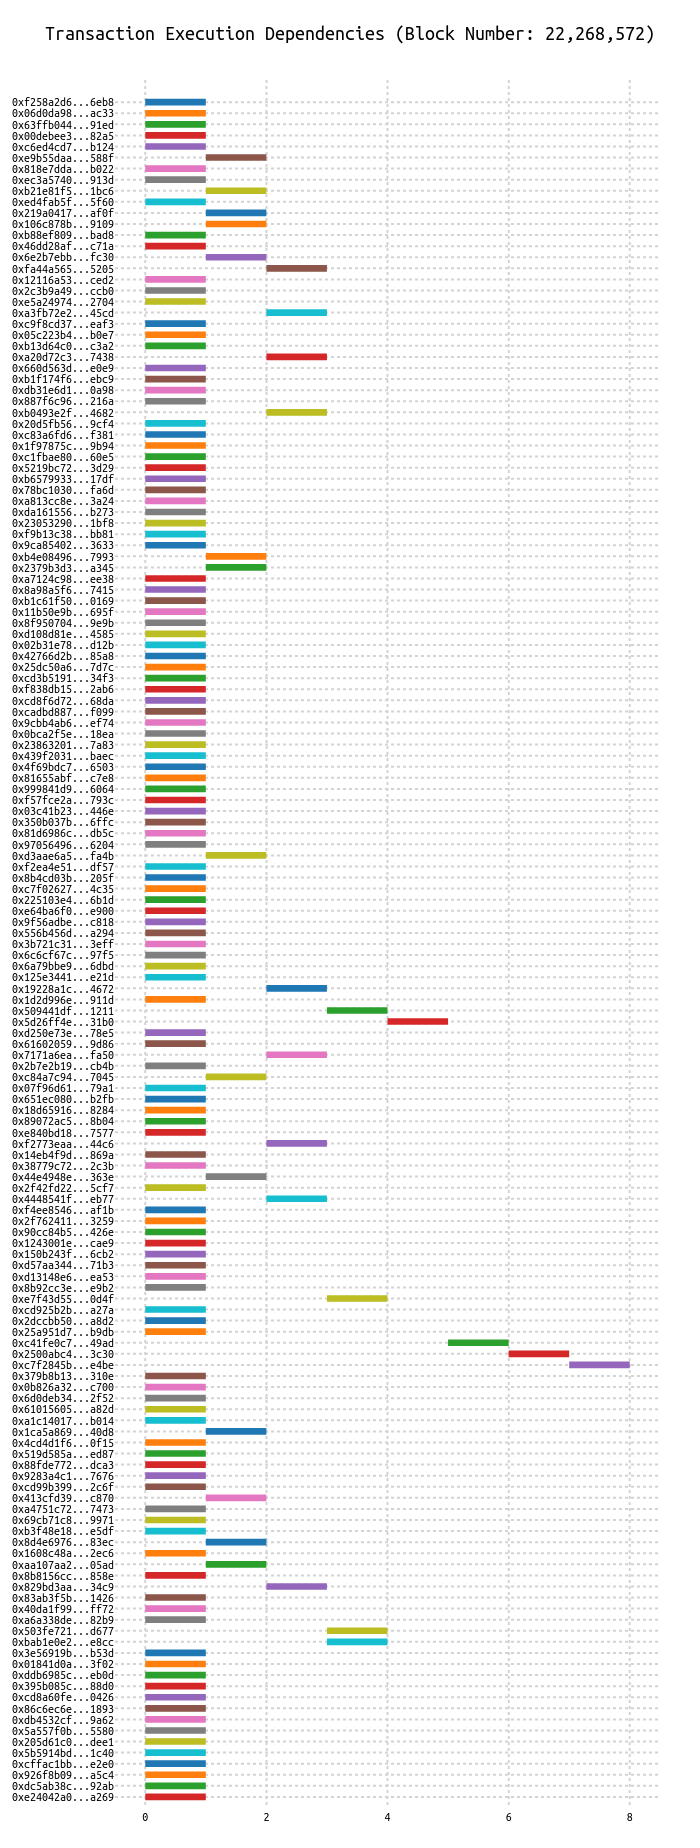 Transaction Execution Dependencies (Block Number: 22,268,572)
0xf258a2d6...6eb8
0x06d0da98...ac33
0x63ffb044...91ed
0x00debee3...82a5
0xc6ed4cd7...b124
0xe9b55daa...588f
0x818e7dda...b022
0xec3a5740...913d
0xb21e81f5...1bc6
0xed4fab5f...5f60
0x219a0417...af0f
0x106c878b...9109
0xb88ef809...bad8
0x46dd28af...c71a
0x6e2b7ebb...fc30
0xfa44a565...5205
0x12116a53...ced2
0x2c3b9a49...ccb0
0xe5a24974...2704
0xa3fb72e2...45cd
0xc9f8cd37...eaf3
0x05c223b4...b0e7
0xb13d64c0...c3a2
0xa20d72c3...7438
0x660d563d...e0e9
0xb1f174f6...ebc9
0xdb31e6d1...0a98
0x887f6c96...216a
0xb0493e2f...4682
0x20d5fb56...9cf4
0xc83a6fd6...f381
0x1f97875c...9b94
0xc1fbae80...60e5
0x5219bc72...3d29
0xb6579933...17df
0x78bc1030...fa6d
0xa813cc8e...3a24
0xda161556...b273
0x23053290...1bf8
0xf9b13c38...bb81
0x9ca85402...3633
0xb4e08496...7993
0x2379b3d3...a345
0xa7124c98...ee38
0x8a98a5f6...7415
0xb1c61f50...0169
0x11b50e9b...695f
0x8f950704...9e9b
0xd108d81e...4585
0x02b31e78...d12b
0x42766d2b...85a8
0x25dc50a6...7d7c
0xcd3b5191...34f3
0xf838db15...2ab6
0xcd8f6d72...68da
0xcadbd887...f099
0x9cbb4ab6...ef74
0x0bca2f5e...18ea
0x23863201...7a83
0x439f2031...baec
0x4f69bdc7...6503
0x81655abf...c7e8
0x999841d9...6064
0xf57fce2a...793c
0x03c41b23...446e
0x350b037b...6ffc
0x81d6986c...db5c
0x97056496...6204
0xd3aae6a5...fa4b
0xf2ea4e51...df57
0x8b4cd03b...205f
0xc7f02627...4c35
0x225103e4...6b1d
0xe64ba6f0...e900
0x9f56adbe...c818
0x556b456d...a294
0x3b721c31...3eff
0x6c6cf67c...97f5
0x6a79bbe9...6dbd
0x125e3441...e21d
0x19228a1c...4672
0x1d2d996e...911d
0x509441df...1211
0x5d26ff4e...31b0
0xd250e73e...78e5
0x61602059...9d86
0x7171a6ea...fa50
0x2b7e2b19...cb4b
0xc84a7c94...7045
0x07f96d61...79a1
0x651ec080...b2fb
0x18d65916...8284
0x89072ac5...8b04
0xe840bd18...7577
0xf2773eaa...44c6
0x14eb4f9d...869a
0x38779c72...2c3b
0x44e4948e...363e
0x2f42fd22...5cf7
0x4448541f...eb77
0xf4ee8546...af1b
0x2f762411...3259
0x90cc84b5...426e
0x1243001e...cae9
0x150b243f...6cb2
0xd57aa344...71b3
0xd13148e6...ea53
0x8b92cc3e...e9b2
0xe7f43d55...0d4f
0xcd925b2b...a27a
0x2dccbb50...a8d2
0x25a951d7...b9db
0xc41fe0c7...49ad
0x2500abc4...3c30
0xc7f2845b...e4be
0x379b8b13...310e
0x0b826a32...c700
0x6d0deb34...2f52
0x61015605...a82d
0xa1c14017...b014
0x1ca5a869...40d8
0x4cd4d1f6...0f15
0x519d585a...ed87
0x88fde772...dca3
0x9283a4c1...7676
0xcd99b399...2c6f
0x413cfd39...c870
0xa4751c72...7473
0x69cb71c8...9971
0xb3f48e18...e5df
0x8d4e6976...83ec
0x1608c48a...2ec6
0xaa107aa2...05ad
0x8b8156cc...858e
0x829bd3aa...34c9
0x83ab3f5b...1426
0x40da1f99...ff72
0xa6a338de...82b9
0x503fe721...d677
0xbab1e0e2...e8cc
0x3e56919b...b53d
0x01841d0a...3f02
0xddb6985c...eb0d
0x395b085c...88d0
0xcd8a60fe...0426
0x86c6ec6e...1893
0xdb4532cf...9a62
0x5a557f0b...5580
0x205d61c0...dee1
0x5b5914bd...1c40
0xcffac1bb...e2e0
0x926f8b09...a5c4
0xdc5ab38c...92ab
0xe24042a0...a269
0 2 4 6 8